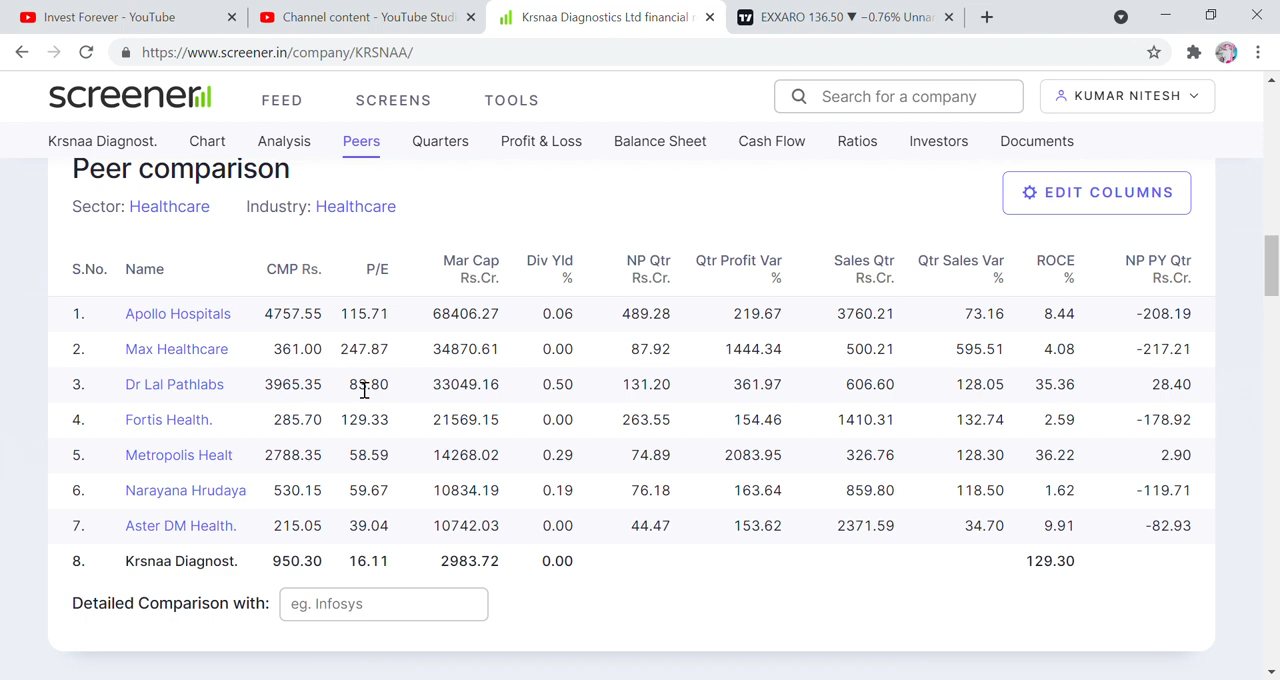 Invest Forever - YouTube
Channel content - YouTube Studi
Krsnaa Diagnostics Ltd financial r
EXXARO 136.50 ▼ −0.76% Unnar
https://www.screener.in/company/KRSNAA/
screener
FEED
SCREENS
TOOLS
Search for a company
KUMAR NITESH
Krsnaa Diagnost.
Chart
Analysis
Peers
Quarters
Profit & Loss
Balance Sheet
Cash Flow
Ratios
Investors
Documents
Peer comparison
Sector: Healthcare Industry: Healthcare
EDIT COLUMNS
S.No. Name CMP Rs. P/E Mar Cap Rs.Cr. Div Yld % NP Qtr Rs.Cr. Qtr Profit Var % Sales Qtr Rs.Cr. Qtr Sales Var % ROCE % NP PY Qtr Rs.Cr.
1. Apollo Hospitals 4757.55 115.71 68406.27 0.06 489.28 219.67 3760.21 73.16 8.44 -208.19
2. Max Healthcare 361.00 247.87 34870.61 0.00 87.92 1444.34 500.21 595.51 4.08 -217.21
3. Dr Lal Pathlabs 3965.35 33049.16 0.50 131.20 361.97 606.60 128.05 35.36 28.40
4. Fortis Health. 285.70 129.33 21569.15 0.00 263.55 154.46 1410.31 132.74 2.59 -178.92
5. Metropolis Healt 2788.35 58.59 14268.02 0.29 74.89 2083.95 326.76 128.30 36.22 2.90
6. Narayana Hrudaya 530.15 59.67 10834.19 0.19 76.18 163.64 859.80 118.50 1.62 -119.71
7. Aster DM Health. 215.05 39.04 10742.03 0.00 44.47 153.62 2371.59 34.70 9.91 -82.93
8. Krsnaa Diagnost. 950.30 16.11 2983.72 0.00 129.30
Detailed Comparison with: eg. Infosys